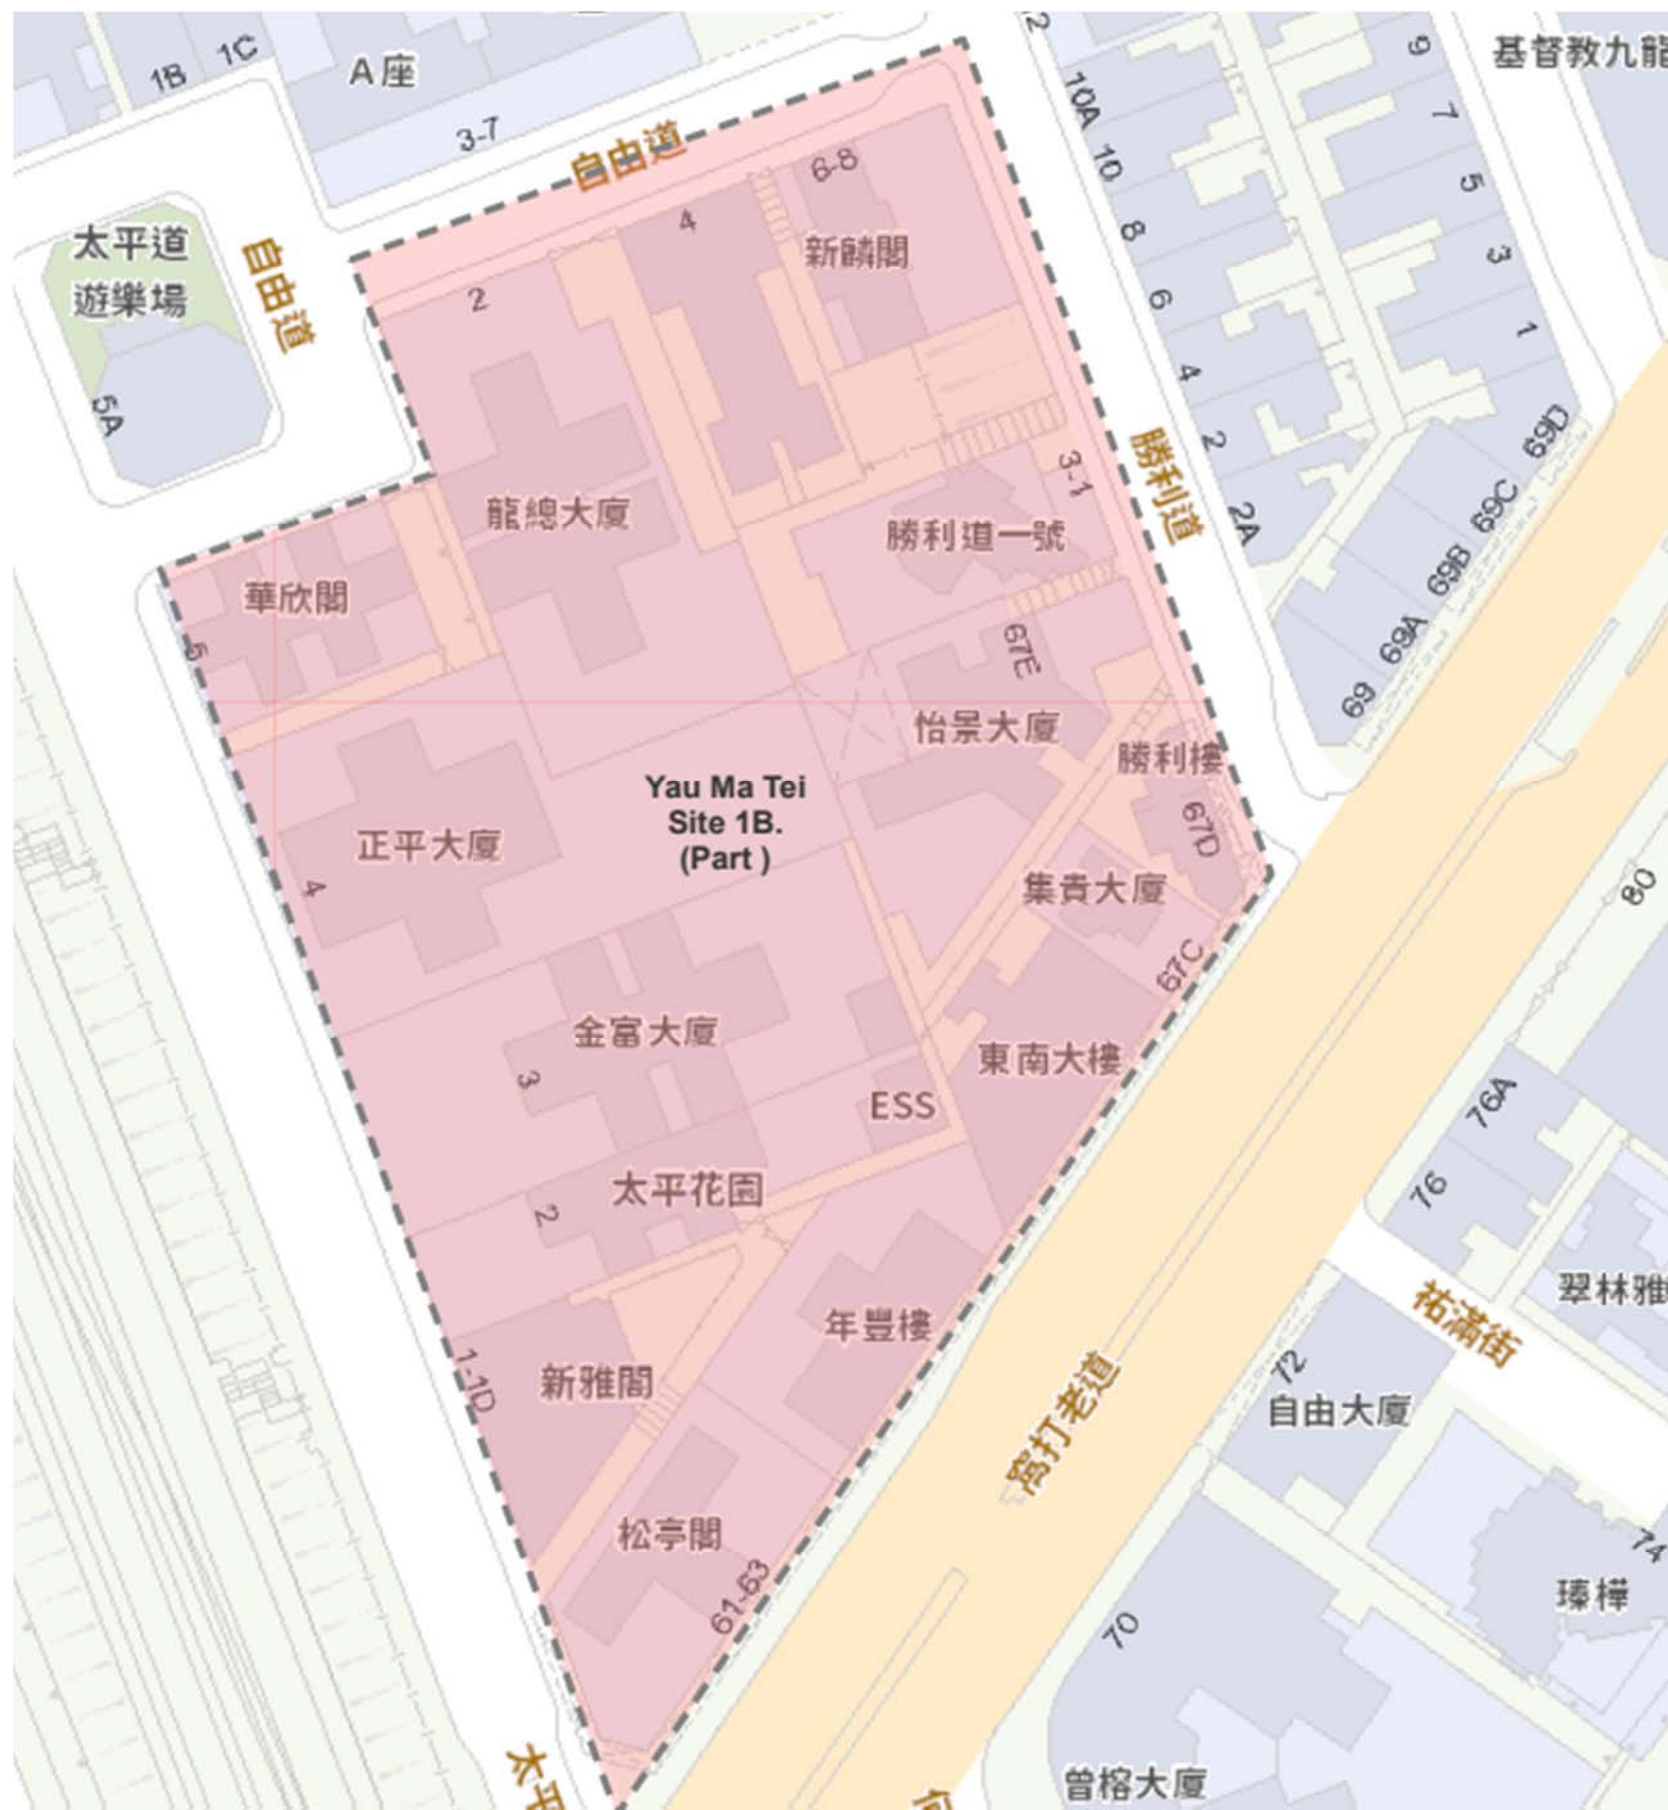 1B
1C
A座
3-7
自由道
太平道
遊樂場
自由道
5A
2
4
6-8
新麟閣
10A
10
8
6
4
2
2A
9
7
5
3
1
基督教九龍
69D
69C
69B
69A
69
勝利道
3-1
龍總大廈
勝利道一號
華欣閣
5
67E
怡景大廈
勝利樓
67D
Yau Ma Tei
Site 1B.
(Part )
正平大廈
4
集貴大廈
67C
80
金富大廈
3
東南大樓
ESS
76A
76
太平花園
2
年豐樓
翠林雅
祐滿街
1-1D
新雅閣
窩打老道
72
自由大廈
松亭閣
61-63
70
74
瑧樺
曾榕大廈
太平